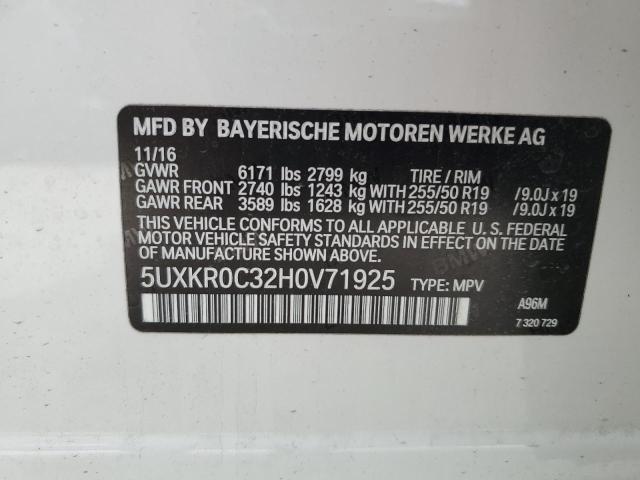 MFD BY BAYERISCHE MOTOREN WERKE AG
11/16
GVWR 6171 lbs 2799 kg TIRE / RIM
GAWR FRONT 2740 lbs 1243 kg WITH 255/50 R19 /9.0J x 19
GAWR REAR 3589 lbs 1628 kg WITH 255/50 R19 /9.0J x 19
THIS VEHICLE CONFORMS TO ALL APPLICABLE U. S. FEDERAL
MOTOR VEHICLE SAFETY STANDARDS IN EFFECT ON THE DATE OF
MANUFACTURE SHOWN ABOVE.
5UXKR0C32H0V71925 TYPE: MPV
A96M
7 320 729